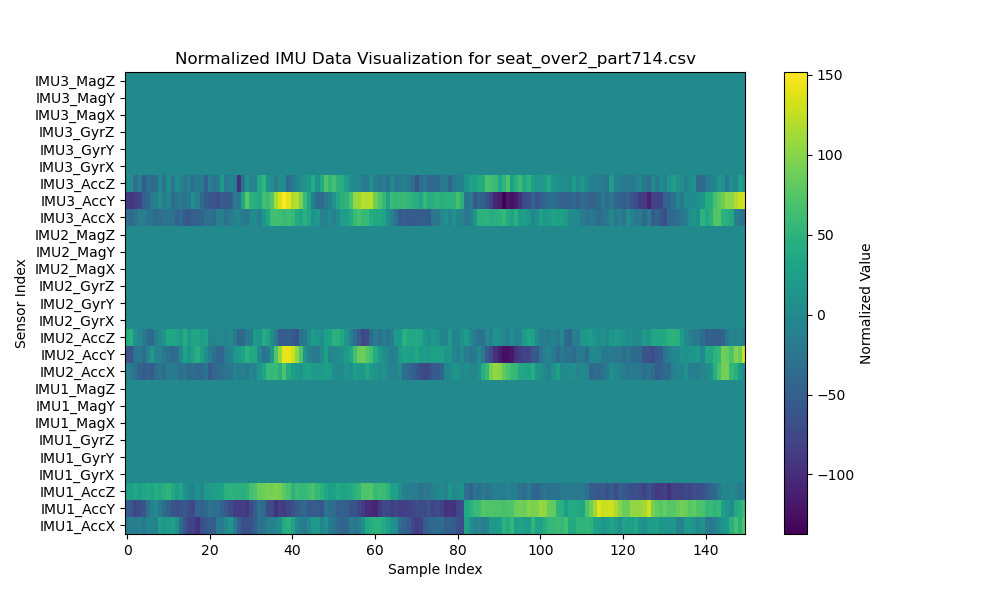 Normalized IMU Data Visualization for seat_over2_part714.csv
IMU3_MagZ
IMU3_MagY
IMU3_MagX
IMU3_GyrZ
IMU3_GyrY
IMU3_GyrX
IMU3_AccZ
IMU3_AccY
IMU3_AccX
IMU2_MagZ
IMU2_MagY
IMU2_MagX
IMU2_GyrZ
IMU2_GyrY
IMU2_GyrX
IMU2_AccZ
IMU2_AccY
IMU2_AccX
IMU1_MagZ
IMU1_MagY
IMU1_MagX
IMU1_GyrZ
IMU1_GyrY
IMU1_GyrX
IMU1_AccZ
IMU1_AccY
IMU1_AccX
Sensor Index
0 20 40 60 80 100 120 140
Sample Index
150
100
50
0
−50
−100
Normalized Value